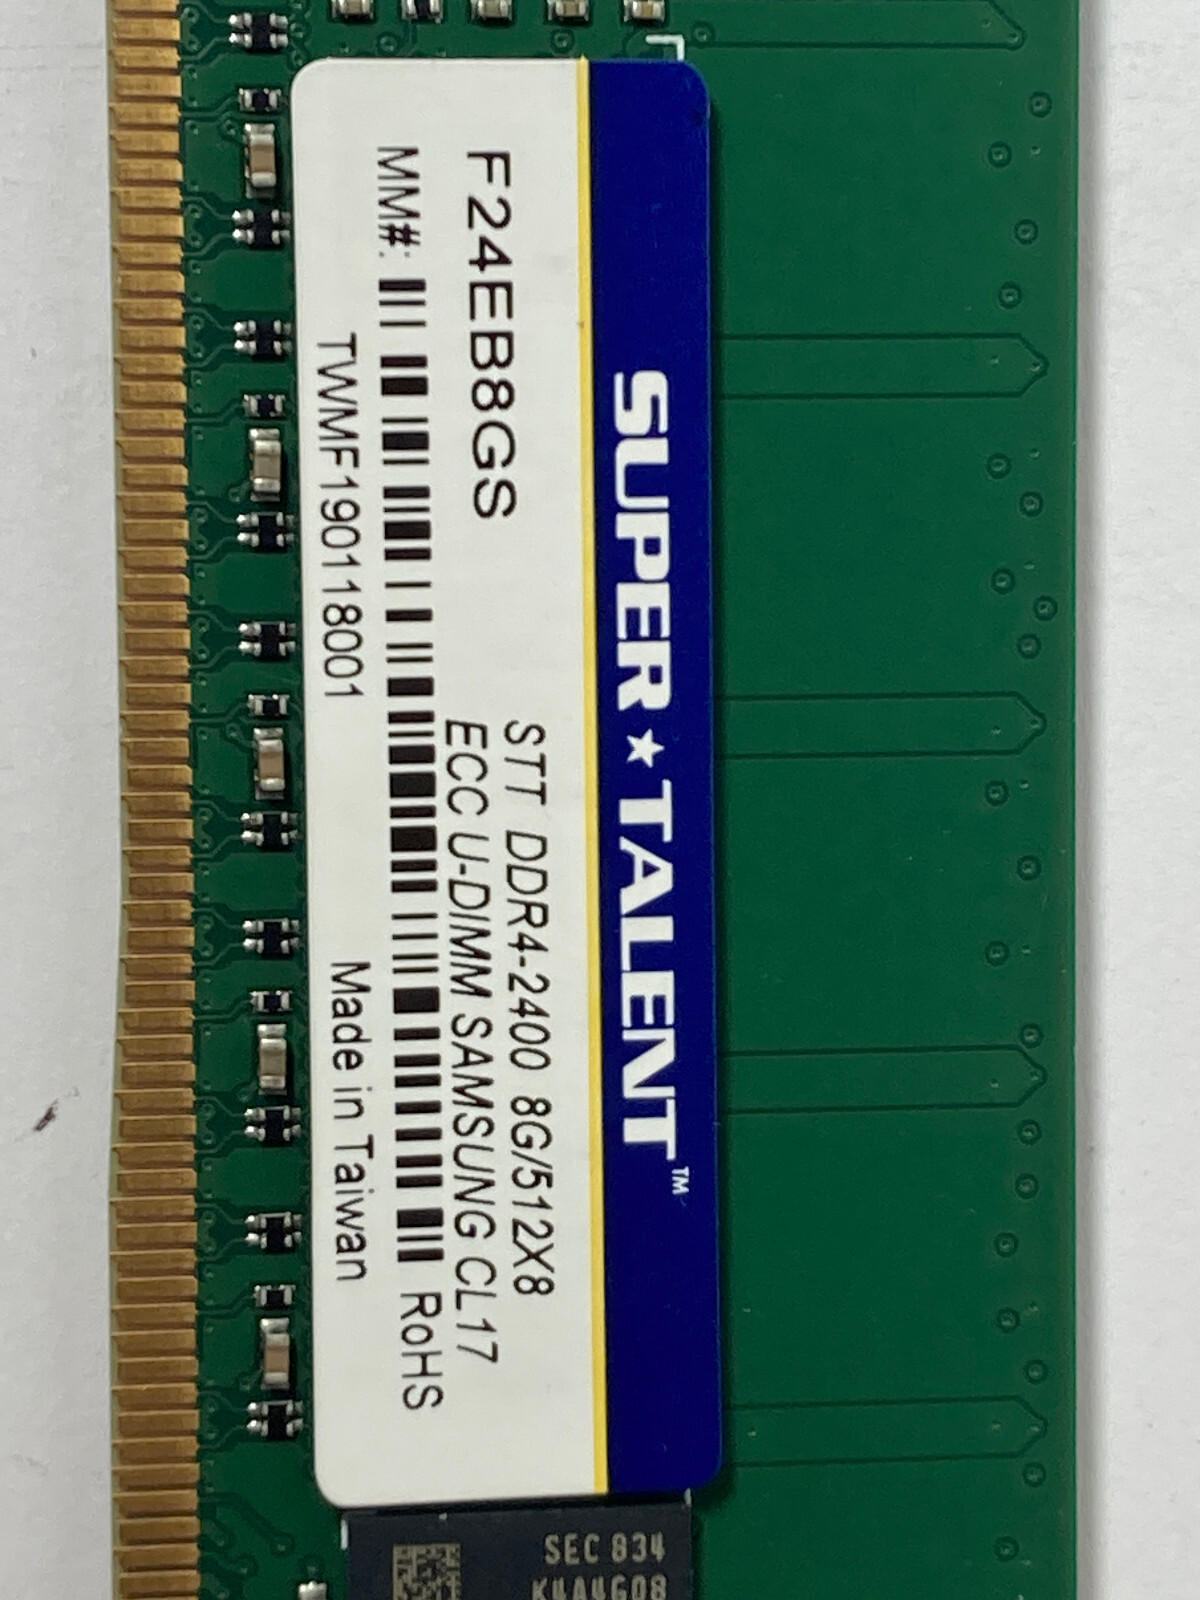 SUPER★TALENT™
F24EB8GS
STT DDR4-2400 8G/512X8
ECC U-DIMM SAMSUNG CL17
MM#:
RoHS
TWMF190118001
Made in Taiwan
SEC 834
K4A4G08